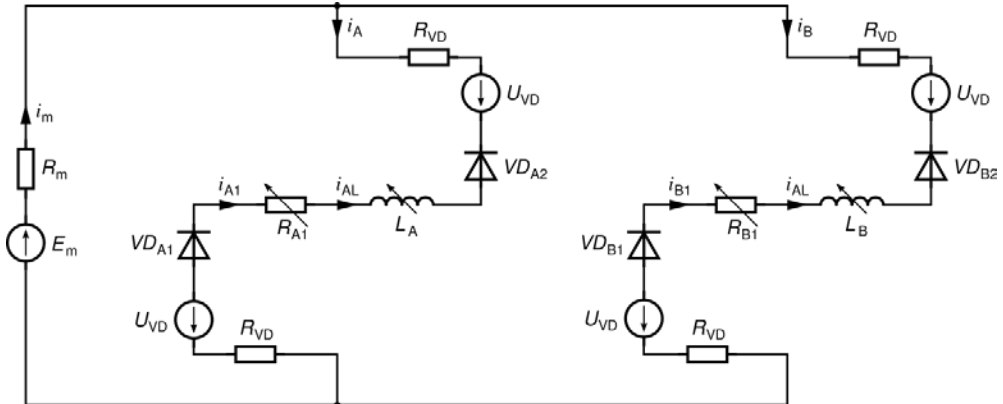 i_A
R_VD
i_B
R_VD
U_VD
U_VD
i_m
R_m
VD_A2
VD_B2
i_A1
i_AL
i_B1
i_AL
R_A1
L_A
R_B1
L_B
E_m
VD_A1
VD_B1
U_VD
U_VD
R_VD
R_VD